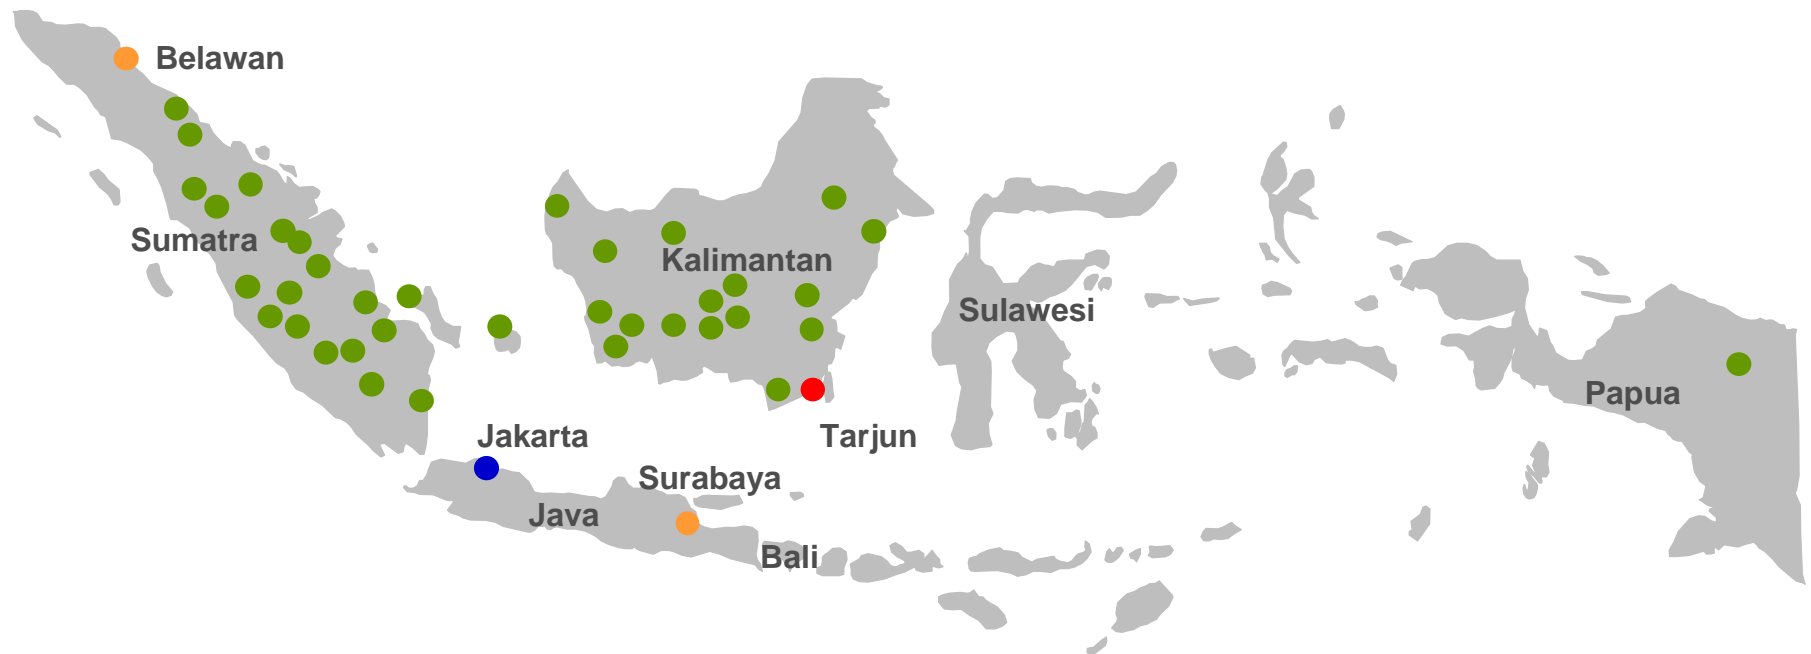 Belawan
Sumatra
Kalimantan
Sulawesi
Papua
Jakarta
Tarjun
Surabaya
Java
Bali